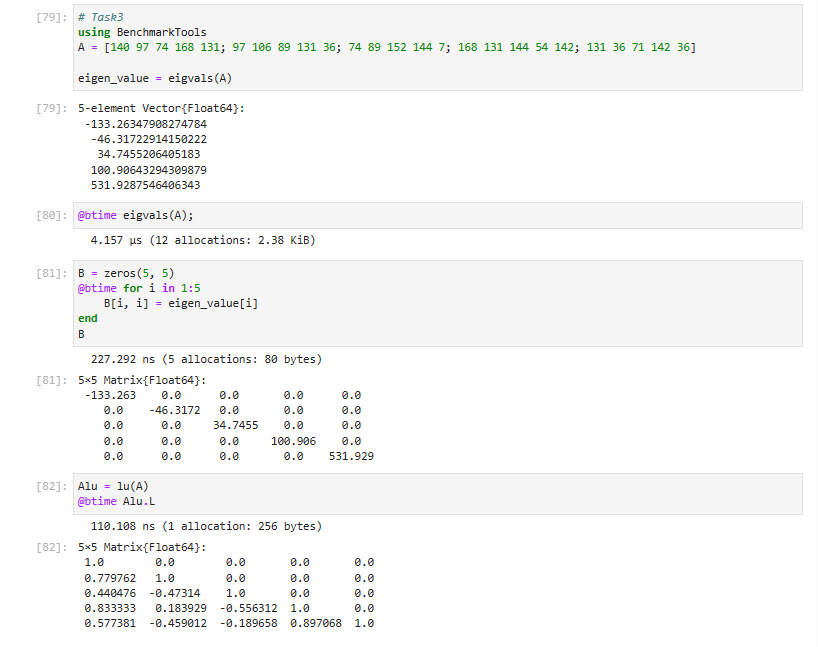 [79]: # Task3
using BenchmarkTools
A = [140 97 74 168 131; 97 106 89 131 36; 74 89 152 144 7; 168 131 144 54 142; 131 36 71 142 36]
eigen_value = eigvals(A)
[79]: 5-element Vector{Float64}:
-133.26347908274784
-46.31722914150222
34.7455206405183
100.90643294309879
531.9287546406343
[80]: @btime eigvals(A);
4.157 μs (12 allocations: 2.38 KiB)
[81]: B = zeros(5, 5)
@btime for i in 1:5
B[i, i] = eigen_value[i]
end
B
227.292 ns (5 allocations: 80 bytes)
[81]: 5×5 Matrix{Float64}:
-133.263 0.0 0.0 0.0 0.0
0.0 -46.3172 0.0 0.0 0.0
0.0 0.0 34.7455 0.0 0.0
0.0 0.0 0.0 100.906 0.0
0.0 0.0 0.0 0.0 531.929
[82]: Alu = lu(A)
@btime Alu.L
110.108 ns (1 allocation: 256 bytes)
[82]: 5×5 Matrix{Float64}:
1.0 0.0 0.0 0.0 0.0
0.779762 1.0 0.0 0.0 0.0
0.440476 -0.47314 1.0 0.0 0.0
0.833333 0.183929 -0.556312 1.0 0.0
0.577381 -0.459012 -0.189658 0.897068 1.0